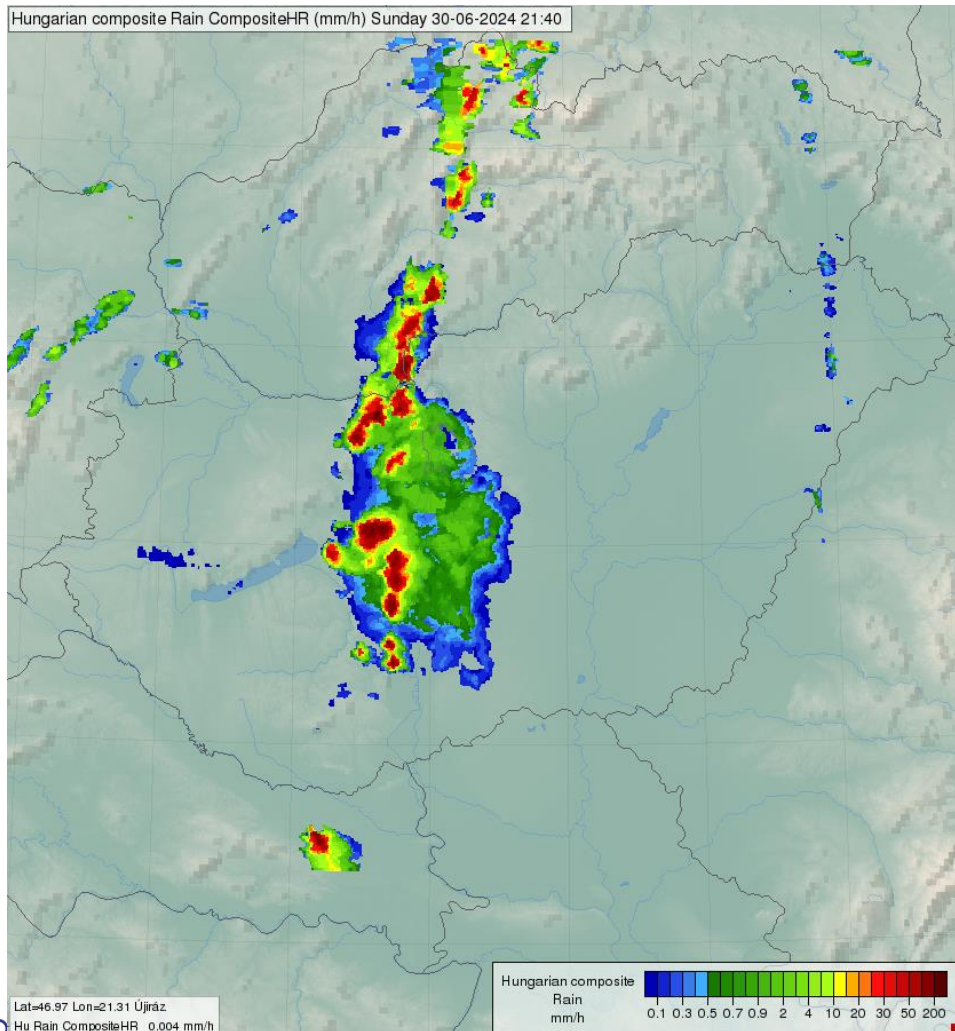 Hungarian composite Rain CompositeHR (mm/h) Sunday 30-06-2024 21:40
Lat=46.97 Lon=21.31 Újiráz
Hu Rain CompositeHR 0.004 mm/h
Hungarian composite
Rain
mm/h
0.1 0.3 0.5 0.7 0.9 2 4 10 20 30 50 200